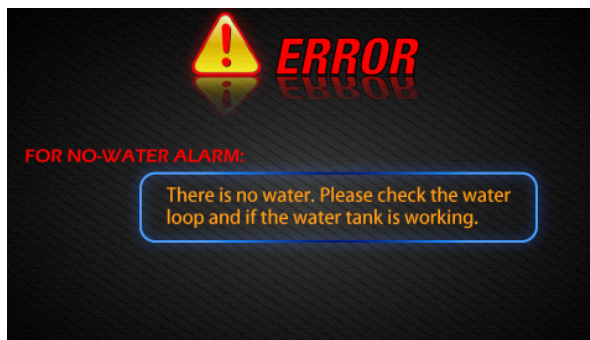 ERROR
FOR NO-WATER ALARM:
There is no water. Please check the water
loop and if the water tank is working.